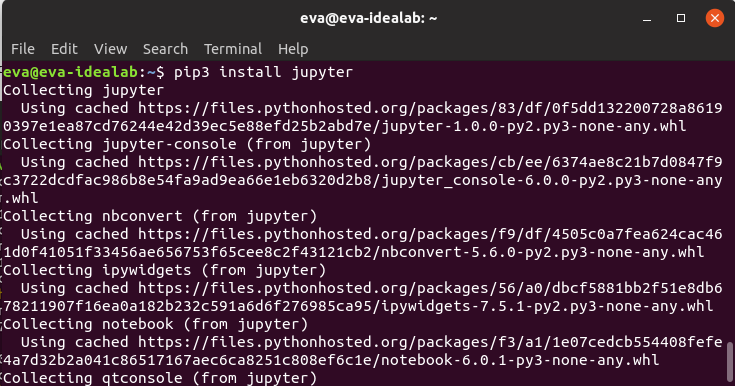 eva@eva-idealab: ~
File Edit View Search Terminal Help
eva@eva-idealab:~$ pip3 install jupyter
Collecting jupyter
  Using cached https://files.pythonhosted.org/packages/83/df/0f5dd132200728a8619
0397e1ea87cd76244e42d39ec5e88efd25b2abd7e/jupyter-1.0.0-py2.py3-none-any.whl
Collecting jupyter-console (from jupyter)
  Using cached https://files.pythonhosted.org/packages/cb/ee/6374ae8c21b7d0847f9
c3722dcdfac986b8e54fa9ad9ea66e1eb6320d2b8/jupyter_console-6.0.0-py2.py3-none-any
.whl
Collecting nbconvert (from jupyter)
  Using cached https://files.pythonhosted.org/packages/f9/df/4505c0a7fea624cac46
1d0f41051f33456ae656753f65cee8c2f43121cb2/nbconvert-5.6.0-py2.py3-none-any.whl
Collecting ipywidgets (from jupyter)
  Using cached https://files.pythonhosted.org/packages/56/a0/dbcf5881bb2f51e8db6
78211907f16ea0a182b232c591a6d6f276985ca95/ipywidgets-7.5.1-py2.py3-none-any.whl
Collecting notebook (from jupyter)
  Using cached https://files.pythonhosted.org/packages/f3/a1/1e07cedcb554408fefe
4a7d32b2a041c86517167aec6ca8251c808ef6c1e/notebook-6.0.1-py3-none-any.whl
Collecting qtconsole (from jupyter)